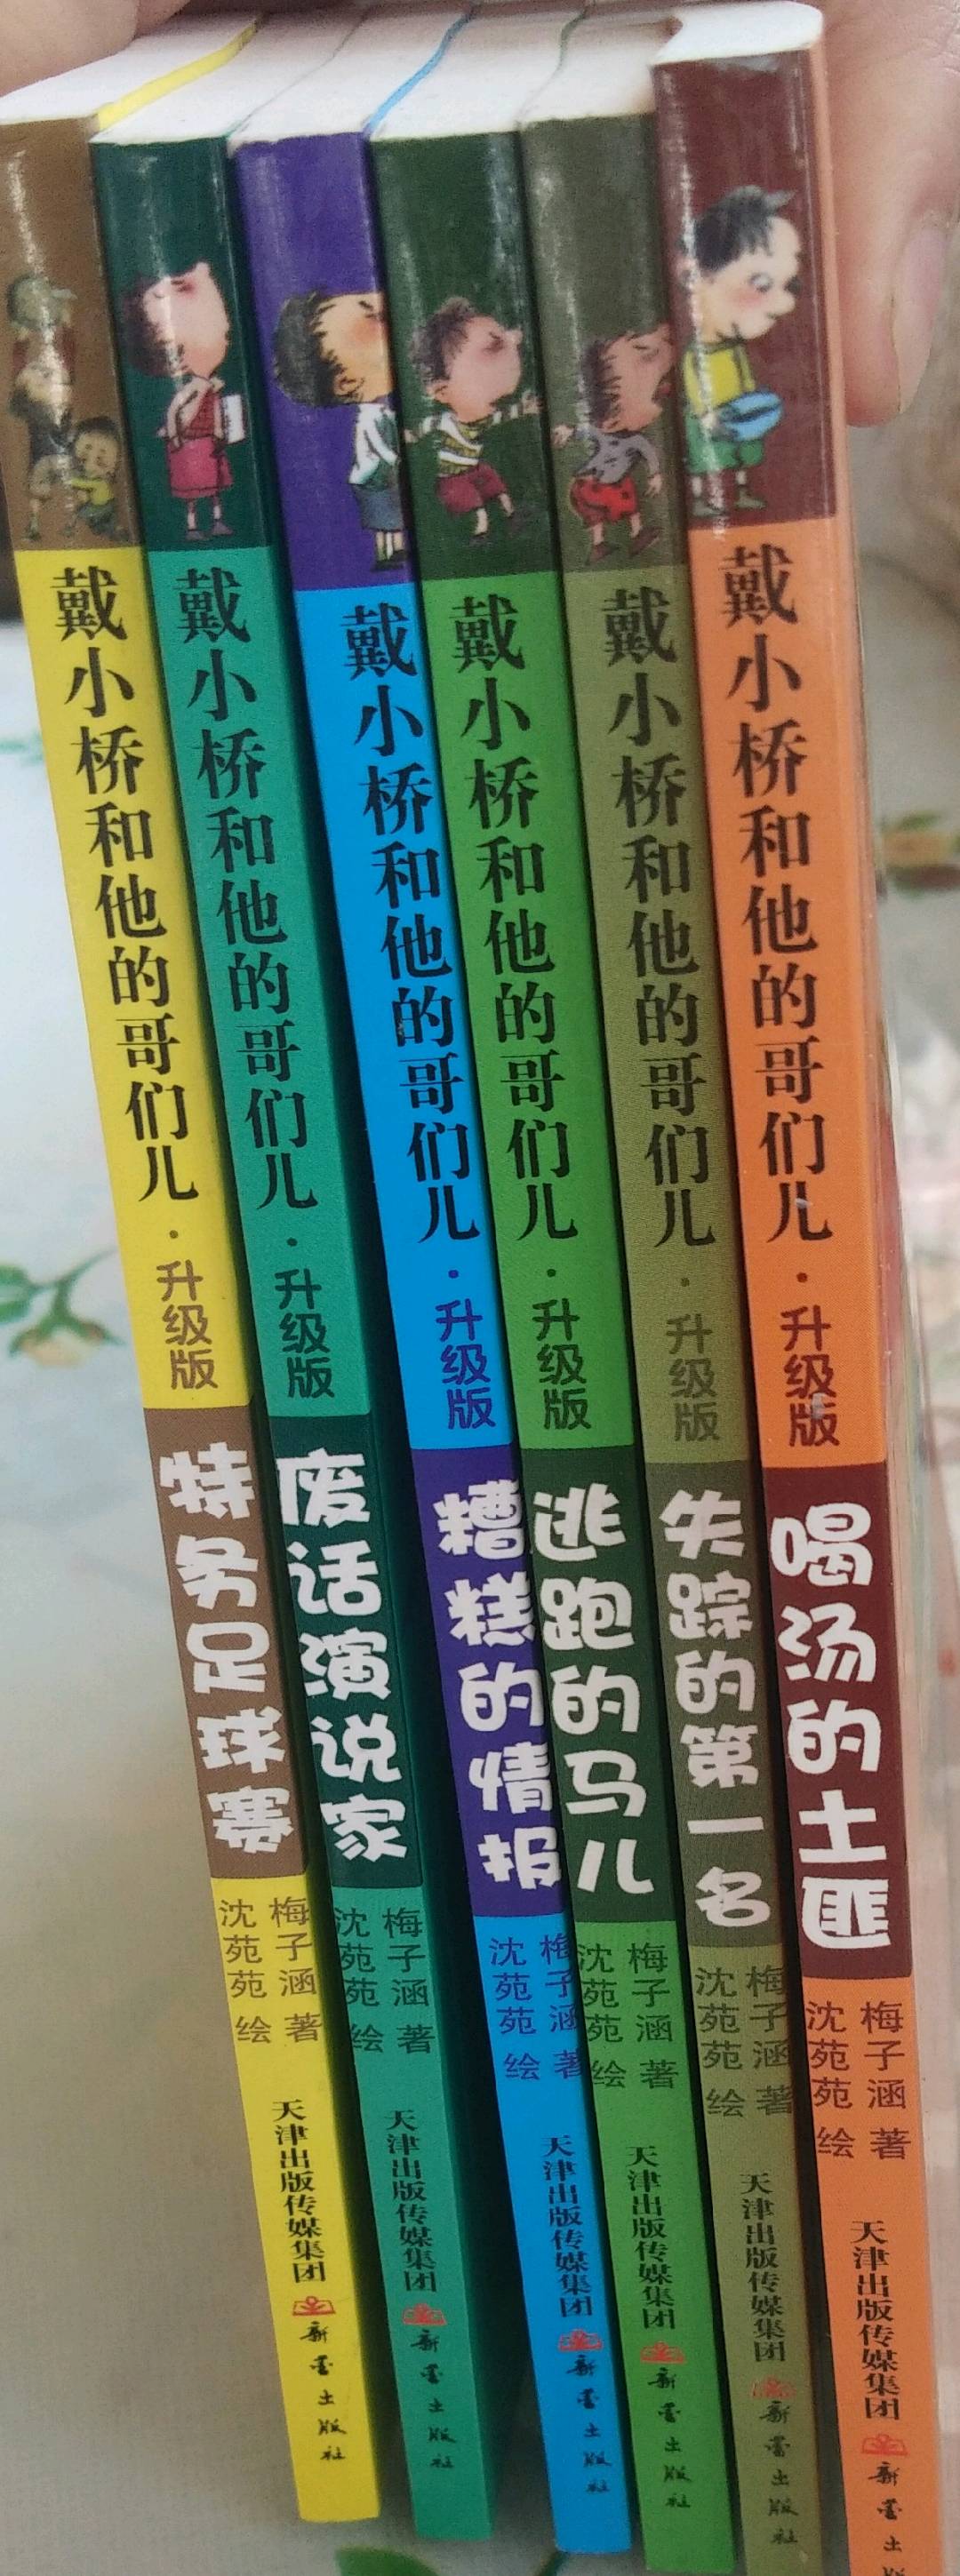 戴小桥和他的哥们儿·升级版
特务足球赛
梅子涵 著
沈苑苑 绘
天津出版传媒集团
新蕾出版社
戴小桥和他的哥们儿·升级版
废话演说家
梅子涵 著
沈苑苑 绘
天津出版传媒集团
新蕾出版社
戴小桥和他的哥们儿·升级版
糟糕的情报
梅子涵 著
沈苑苑 绘
天津出版传媒集团
新蕾出版社
戴小桥和他的哥们儿·升级版
逃跑的马儿
梅子涵 著
沈苑苑 绘
天津出版传媒集团
新蕾出版社
戴小桥和他的哥们儿·升级版
失踪的第一名
梅子涵 著
沈苑苑 绘
天津出版传媒集团
新蕾出版社
戴小桥和他的哥们儿·升级版
喝汤的土匪
梅子涵 著
沈苑苑 绘
天津出版传媒集团
新蕾出版